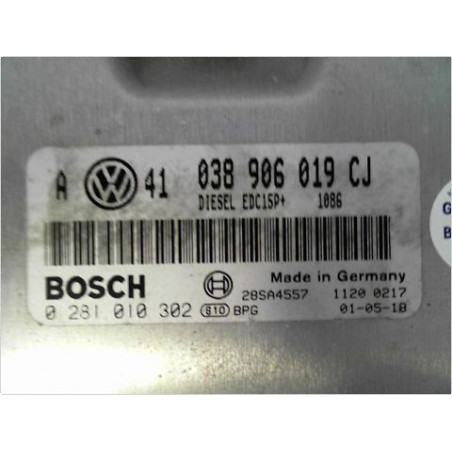 A VW 41 038 906 019 CJ
DIESEL EDC15P+ 1086
BOSCH Made in Germany
28SA4557 1120 0217
0 281 010 302 S10 BPG 01-05-18
G
B